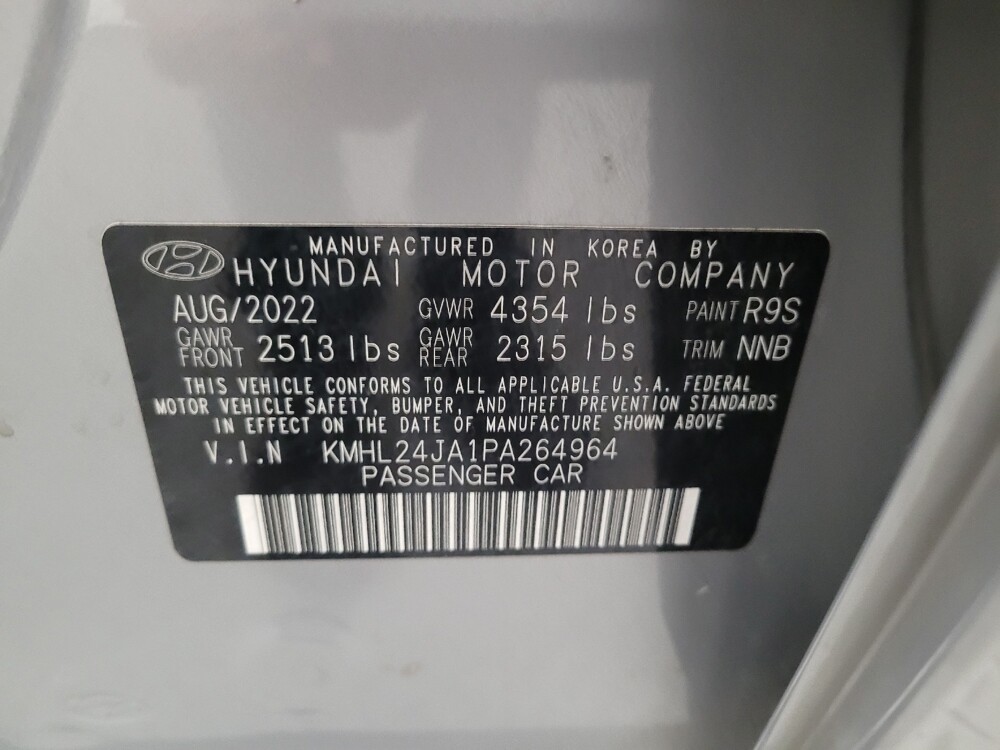 MANUFACTURED IN KOREA BY
HYUNDAI MOTOR COMPANY
AUG/2022 GVWR 4354 lbs PAINT R9S
GAWR FRONT 2513 lbs GAWR REAR 2315 lbs TRIM NNB
THIS VEHICLE CONFORMS TO ALL APPLICABLE U.S.A. FEDERAL
MOTOR VEHICLE SAFETY, BUMPER, AND THEFT PREVENTION STANDARDS
IN EFFECT ON THE DATE OF MANUFACTURE SHOWN ABOVE
V.I.N KMHL24JA1PA264964
PASSENGER CAR